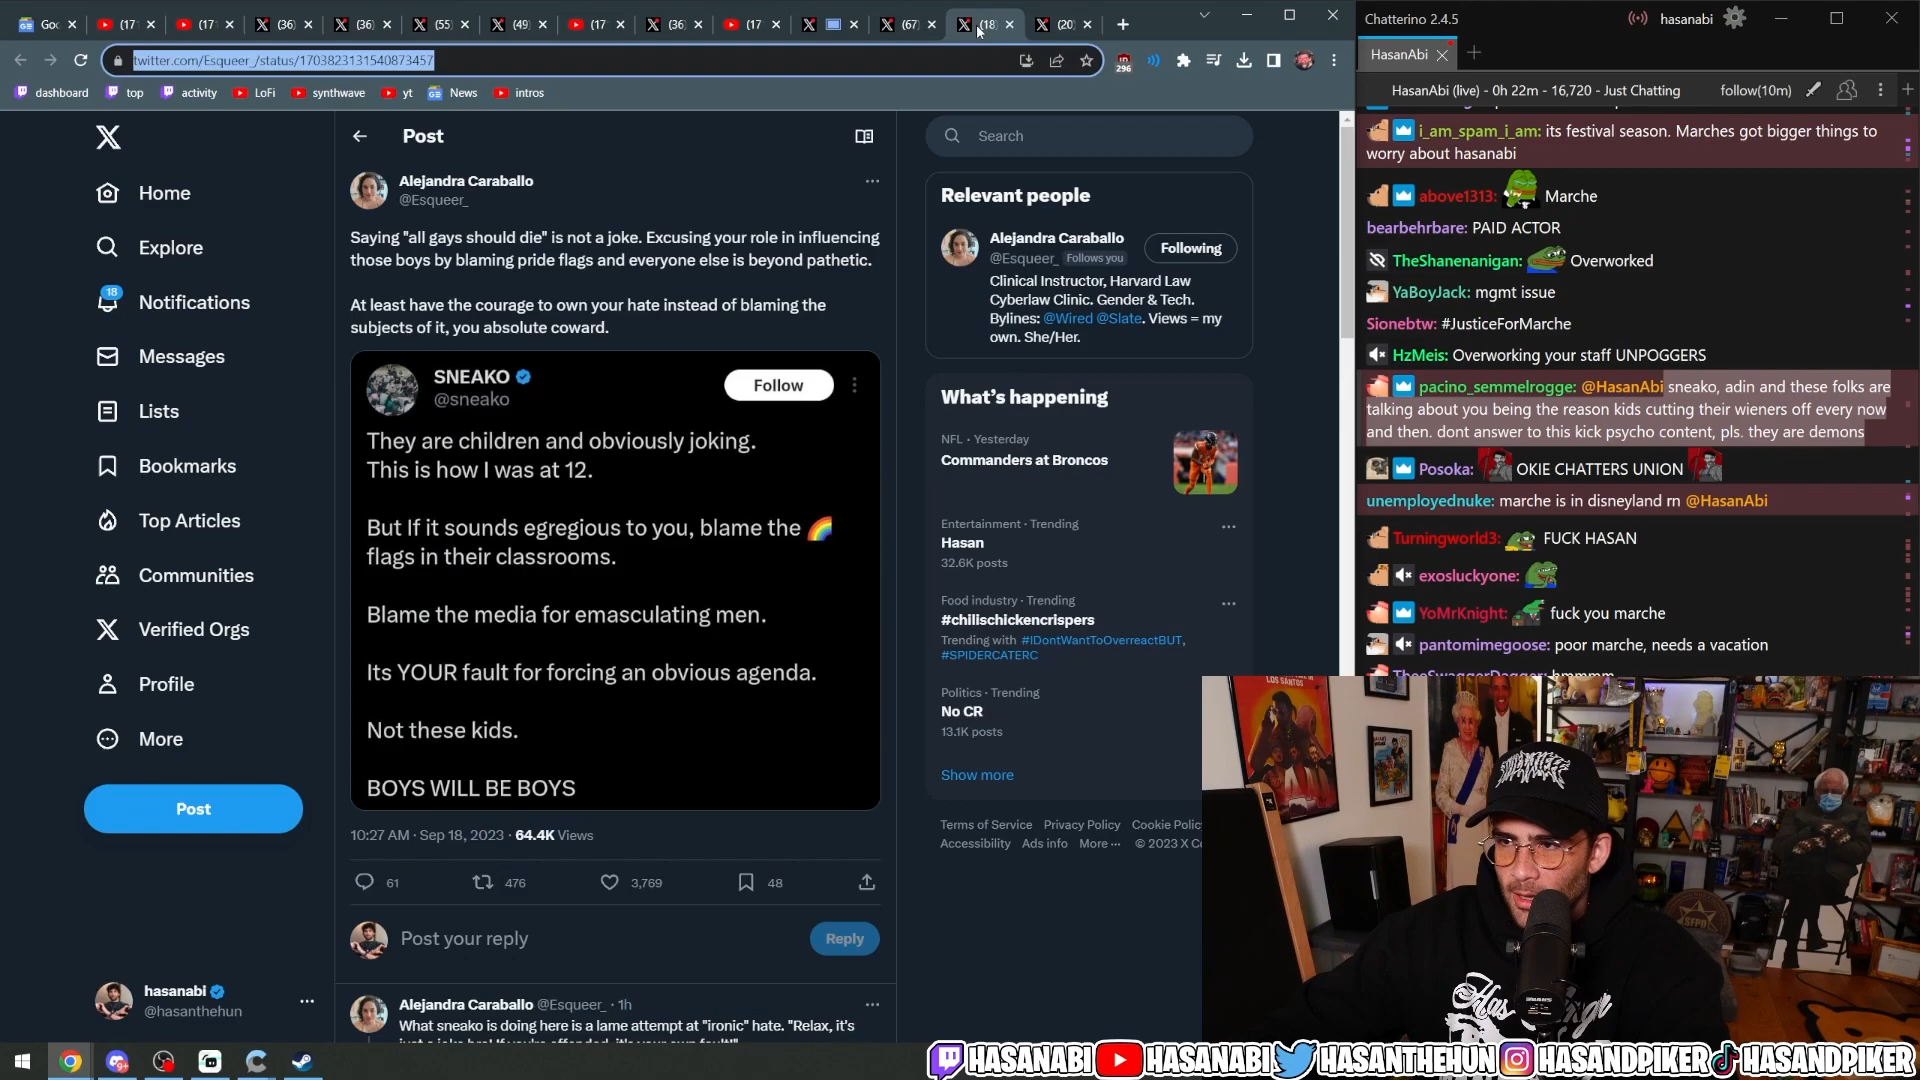 Goo
(17
(17
(36)
(36)
(55)
(49)
(17
(36)
(17
(67)
(18)
(20)
twitter.com/Esqueer_/status/1703823131540873457
296
dashboard
top
activity
LoFi
synthwave
yt
News
intros
Home
Explore
18
Notifications
Messages
Lists
Bookmarks
Top Articles
Communities
Verified Orgs
Profile
More
Post
hasanabi
@hasanthehun
Post
Alejandra Caraballo
@Esqueer_
Saying "all gays should die" is not a joke. Excusing your role in influencing
those boys by blaming pride flags and everyone else is beyond pathetic.
At least have the courage to own your hate instead of blaming the
subjects of it, you absolute coward.
SNEAKO
@sneako
Follow
They are children and obviously joking.
This is how I was at 12.
But If it sounds egregious to you, blame the 🌈
flags in their classrooms.
Blame the media for emasculating men.
Its YOUR fault for forcing an obvious agenda.
Not these kids.
BOYS WILL BE BOYS
10:27 AM · Sep 18, 2023 · 64.4K Views
61
476
3,769
48
Post your reply
Reply
Alejandra Caraballo @Esqueer_ · 1h
What sneako is doing here is a lame attempt at "ironic" hate. "Relax, it's
Search
Relevant people
Alejandra Caraballo
@Esqueer_ Follows you
Following
Clinical Instructor, Harvard Law
Cyberlaw Clinic. Gender & Tech.
Bylines: @Wired @Slate. Views = my
own. She/Her.
What's happening
NFL · Yesterday
Commanders at Broncos
Entertainment · Trending
Hasan
32.6K posts
Food industry · Trending
#chilischickencrispers
Trending with #IDontWantToOverreactBUT,
#SPIDERCATERC
Politics · Trending
No CR
13.1K posts
Show more
Terms of Service Privacy Policy Cookie Polic
Accessibility Ads info More ··· © 2023 X Co
Chatterino 2.4.5
hasanabi
HasanAbi
HasanAbi (live) - 0h 22m - 16,720 - Just Chatting
follow(10m)
i_am_spam_i_am: its festival season. Marches got bigger things to
worry about hasanabi
above1313: Marche
bearbehrbare: PAID ACTOR
TheShanenanigan: Overworked
YaBoyJack: mgmt issue
Sionebtw: #JusticeForMarche
HzMeis: Overworking your staff UNPOGGERS
pacino_semmelrogge: @HasanAbi sneako, adin and these folks are
talking about you being the reason kids cutting their wieners off every now
and then. dont answer to this kick psycho content, pls. they are demons
Posoka: OKIE CHATTERS UNION
unemployednuke: marche is in disneyland rn @HasanAbi
Turningworld3: FUCK HASAN
exosluckyone:
YoMrKnight: fuck you marche
pantomimegoose: poor marche, needs a vacation
LOS SANTOS
HASANABI HASANABI HASANTHEHUN HASANDPIKER HASANDPIKER